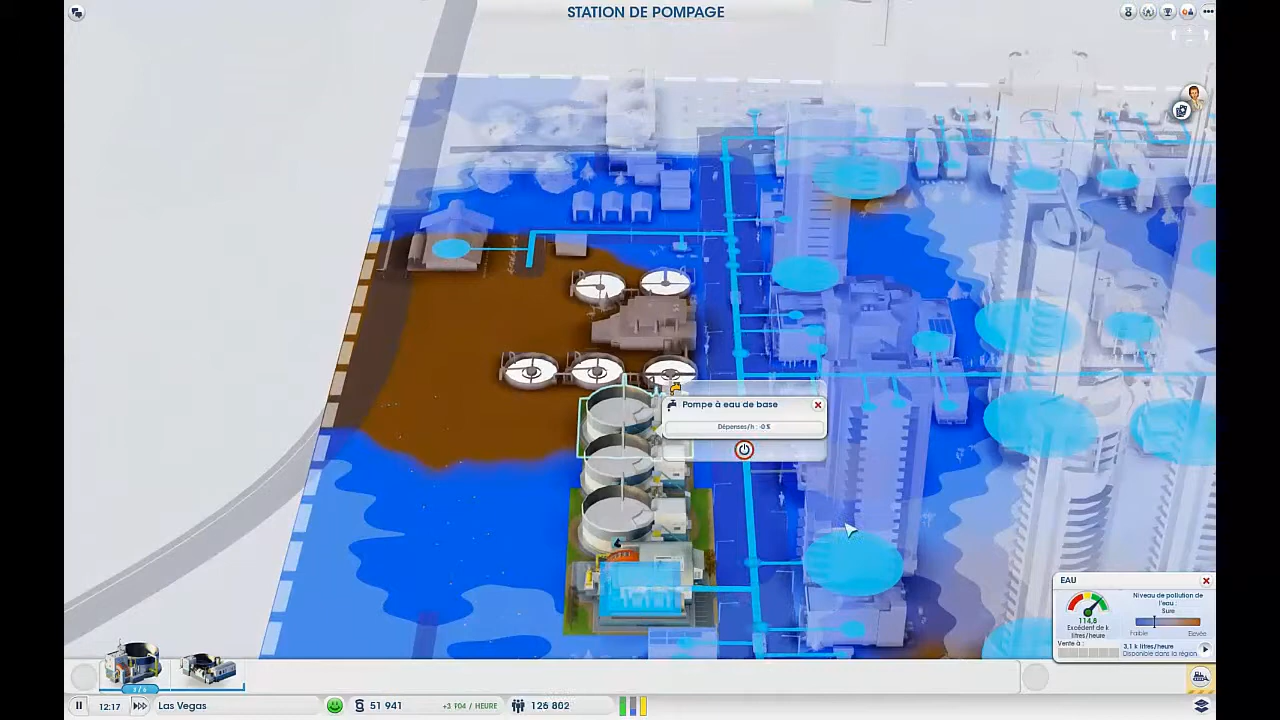 STATION DE POMPAGE
Pompe à eau de base
Dépenses/h : -0 §
EAU
114,8
Excédent de k
litres/heure
Niveau de pollution de
l'eau :
Sure
Faible
Elevée
Vente à :
3,1 k litres/heure
Disponible dans la région
12:17
Las Vegas
51 941
+3 104 / HEURE
126 802